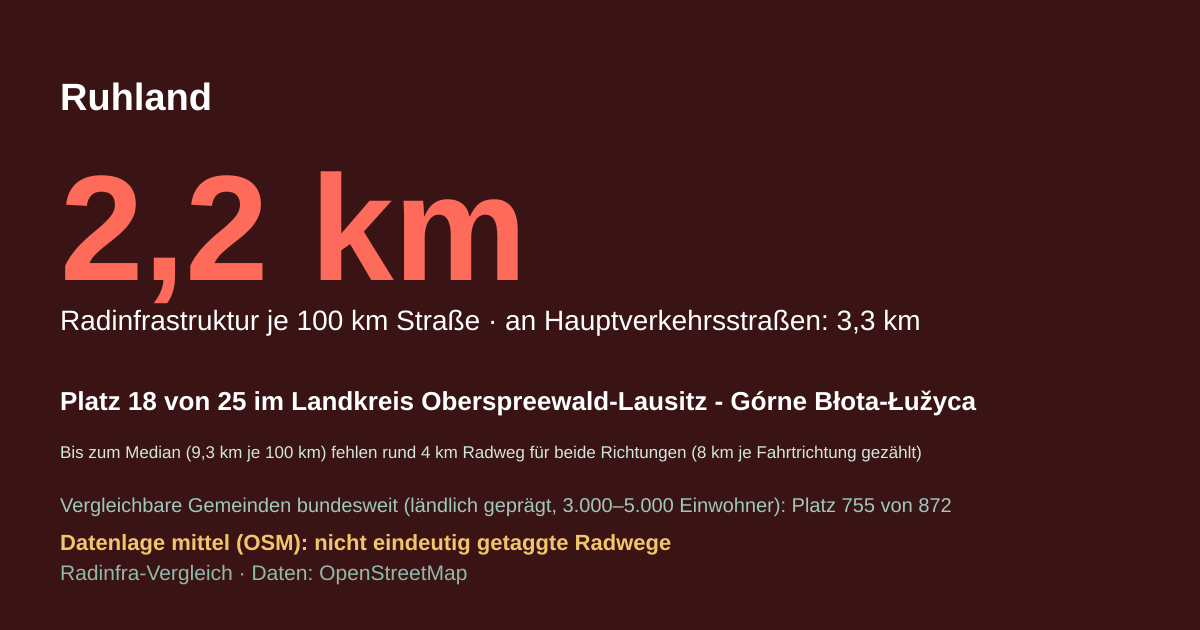 Ruhland
2,2 km
Radinfrastruktur je 100 km Straße · an Hauptverkehrsstraßen: 3,3 km
Platz 18 von 25 im Landkreis Oberspreewald-Lausitz - Górne Błota-Łužyca
Bis zum Median (9,3 km je 100 km) fehlen rund 4 km Radweg für beide Richtungen (8 km je Fahrtrichtung gezählt)
Vergleichbare Gemeinden bundesweit (ländlich geprägt, 3.000–5.000 Einwohner): Platz 755 von 872
Datenlage mittel (OSM): nicht eindeutig getaggte Radwege
Radinfra-Vergleich · Daten: OpenStreetMap